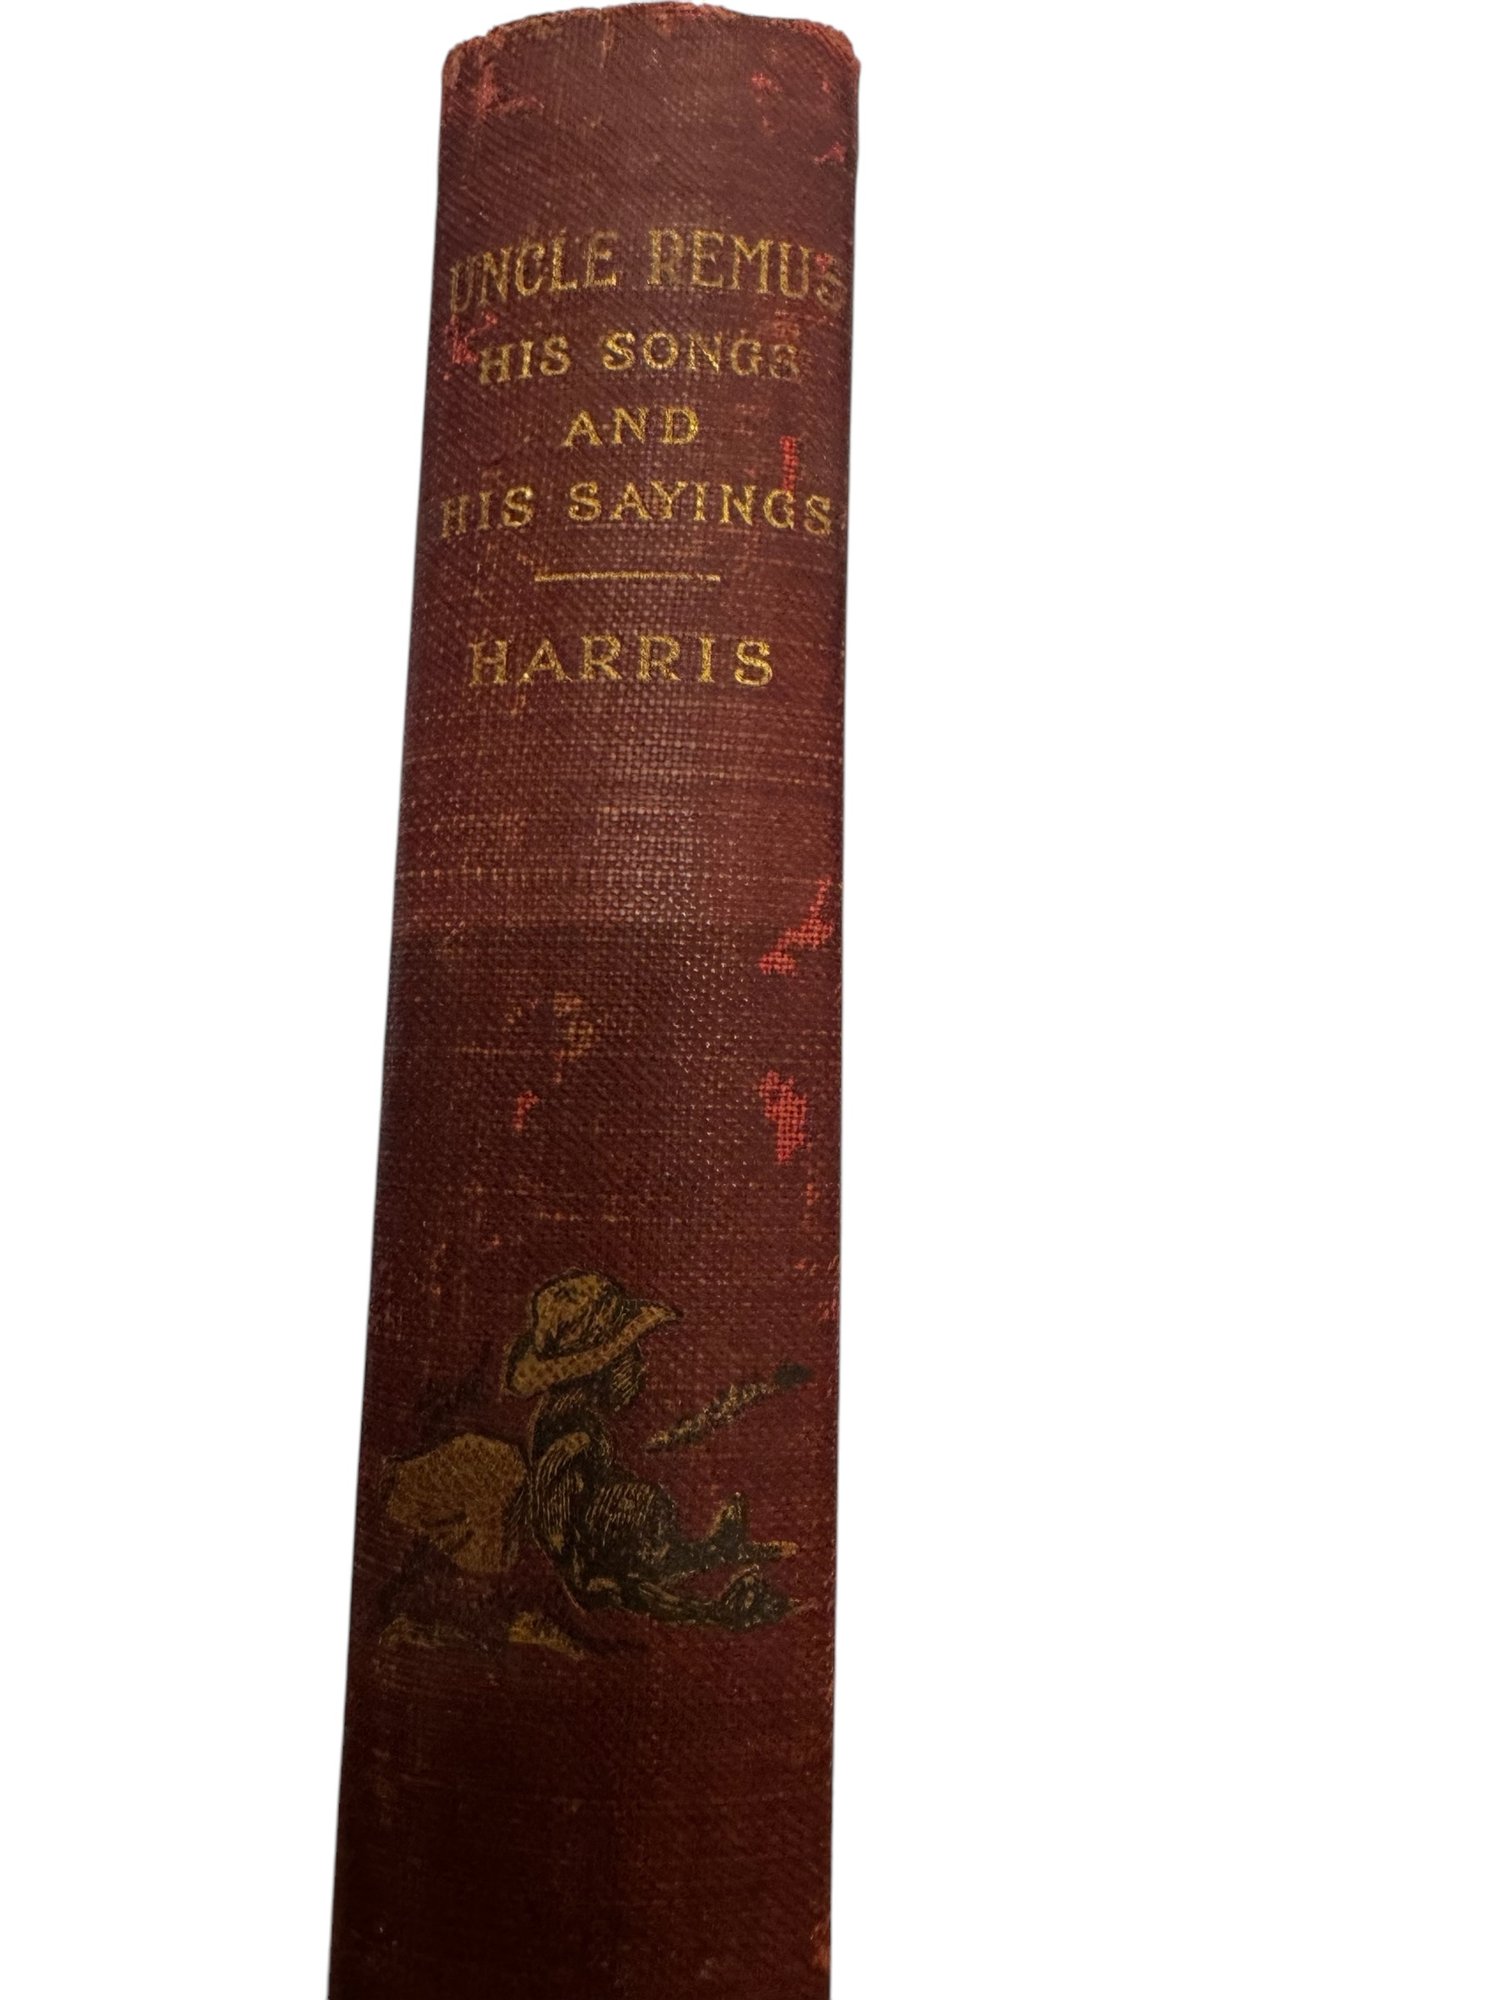 UNCLE REMUS
HIS SONGS
AND
HIS SAYINGS
HARRIS